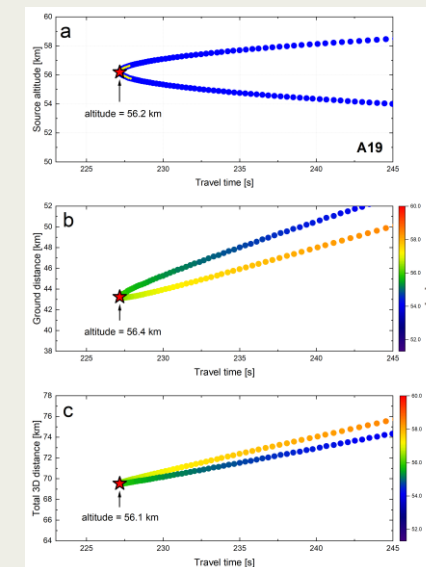 a
60
58
56
54
52
50
Source altitude [km]
altitude = 56.2 km
A19
225 230 235 240 245
Travel time [s]
b
52
50
48
46
44
42
40
38
Ground distance [km]
altitude = 56.4 km
225 230 235 240 245
Travel time [s]
60.0
58.0
56.0
54.0
52.0
c
78
76
74
72
70
68
66
64
Total 3D distance [km]
altitude = 56.1 km
225 230 235 240 245
Travel time [s]
60.0
58.0
56.0
54.0
52.0